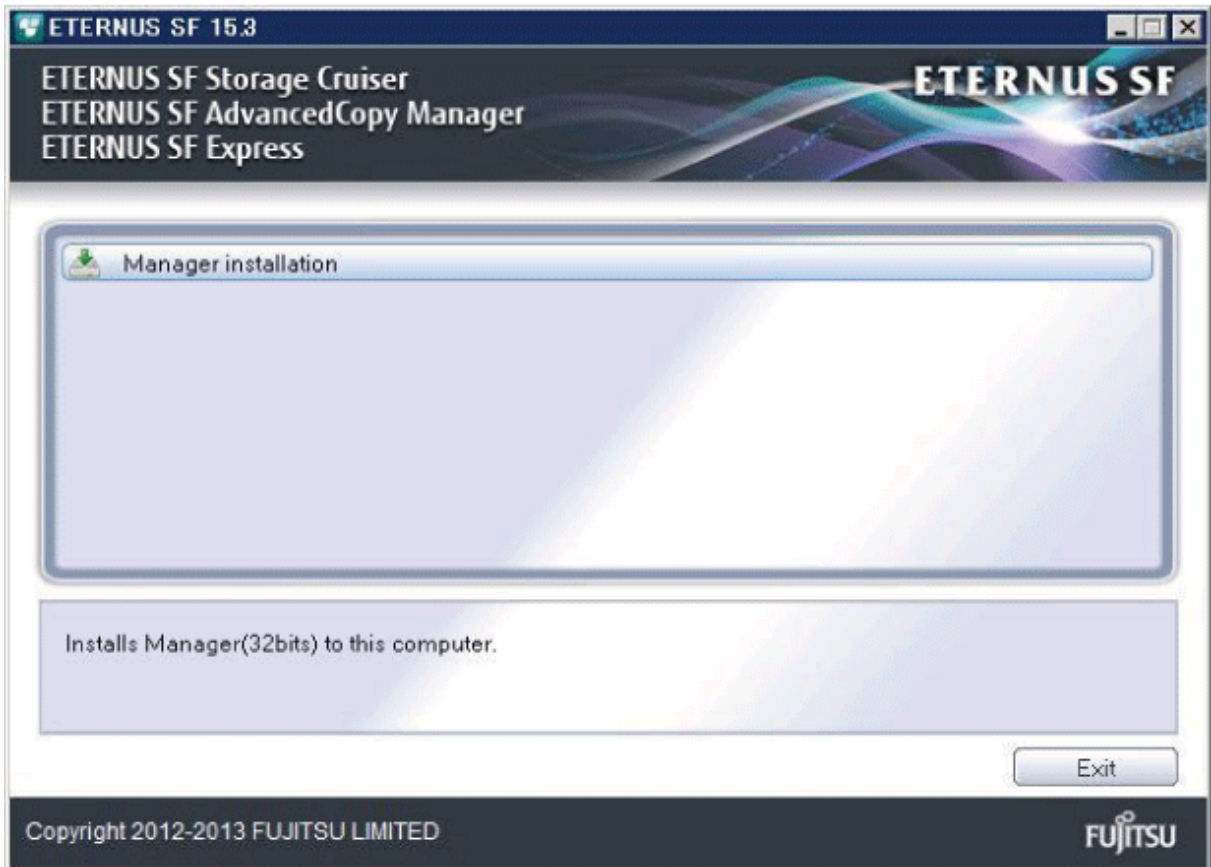 ETERNUS SF 15.3
ETERNUS SF Storage Cruiser
ETERNUS SF AdvancedCopy Manager
ETERNUS SF Express
ETERNUS SF
Manager installation
Installs Manager(32bits) to this computer.
Exit
Copyright 2012-2013 FUJITSU LIMITED
FUJITSU